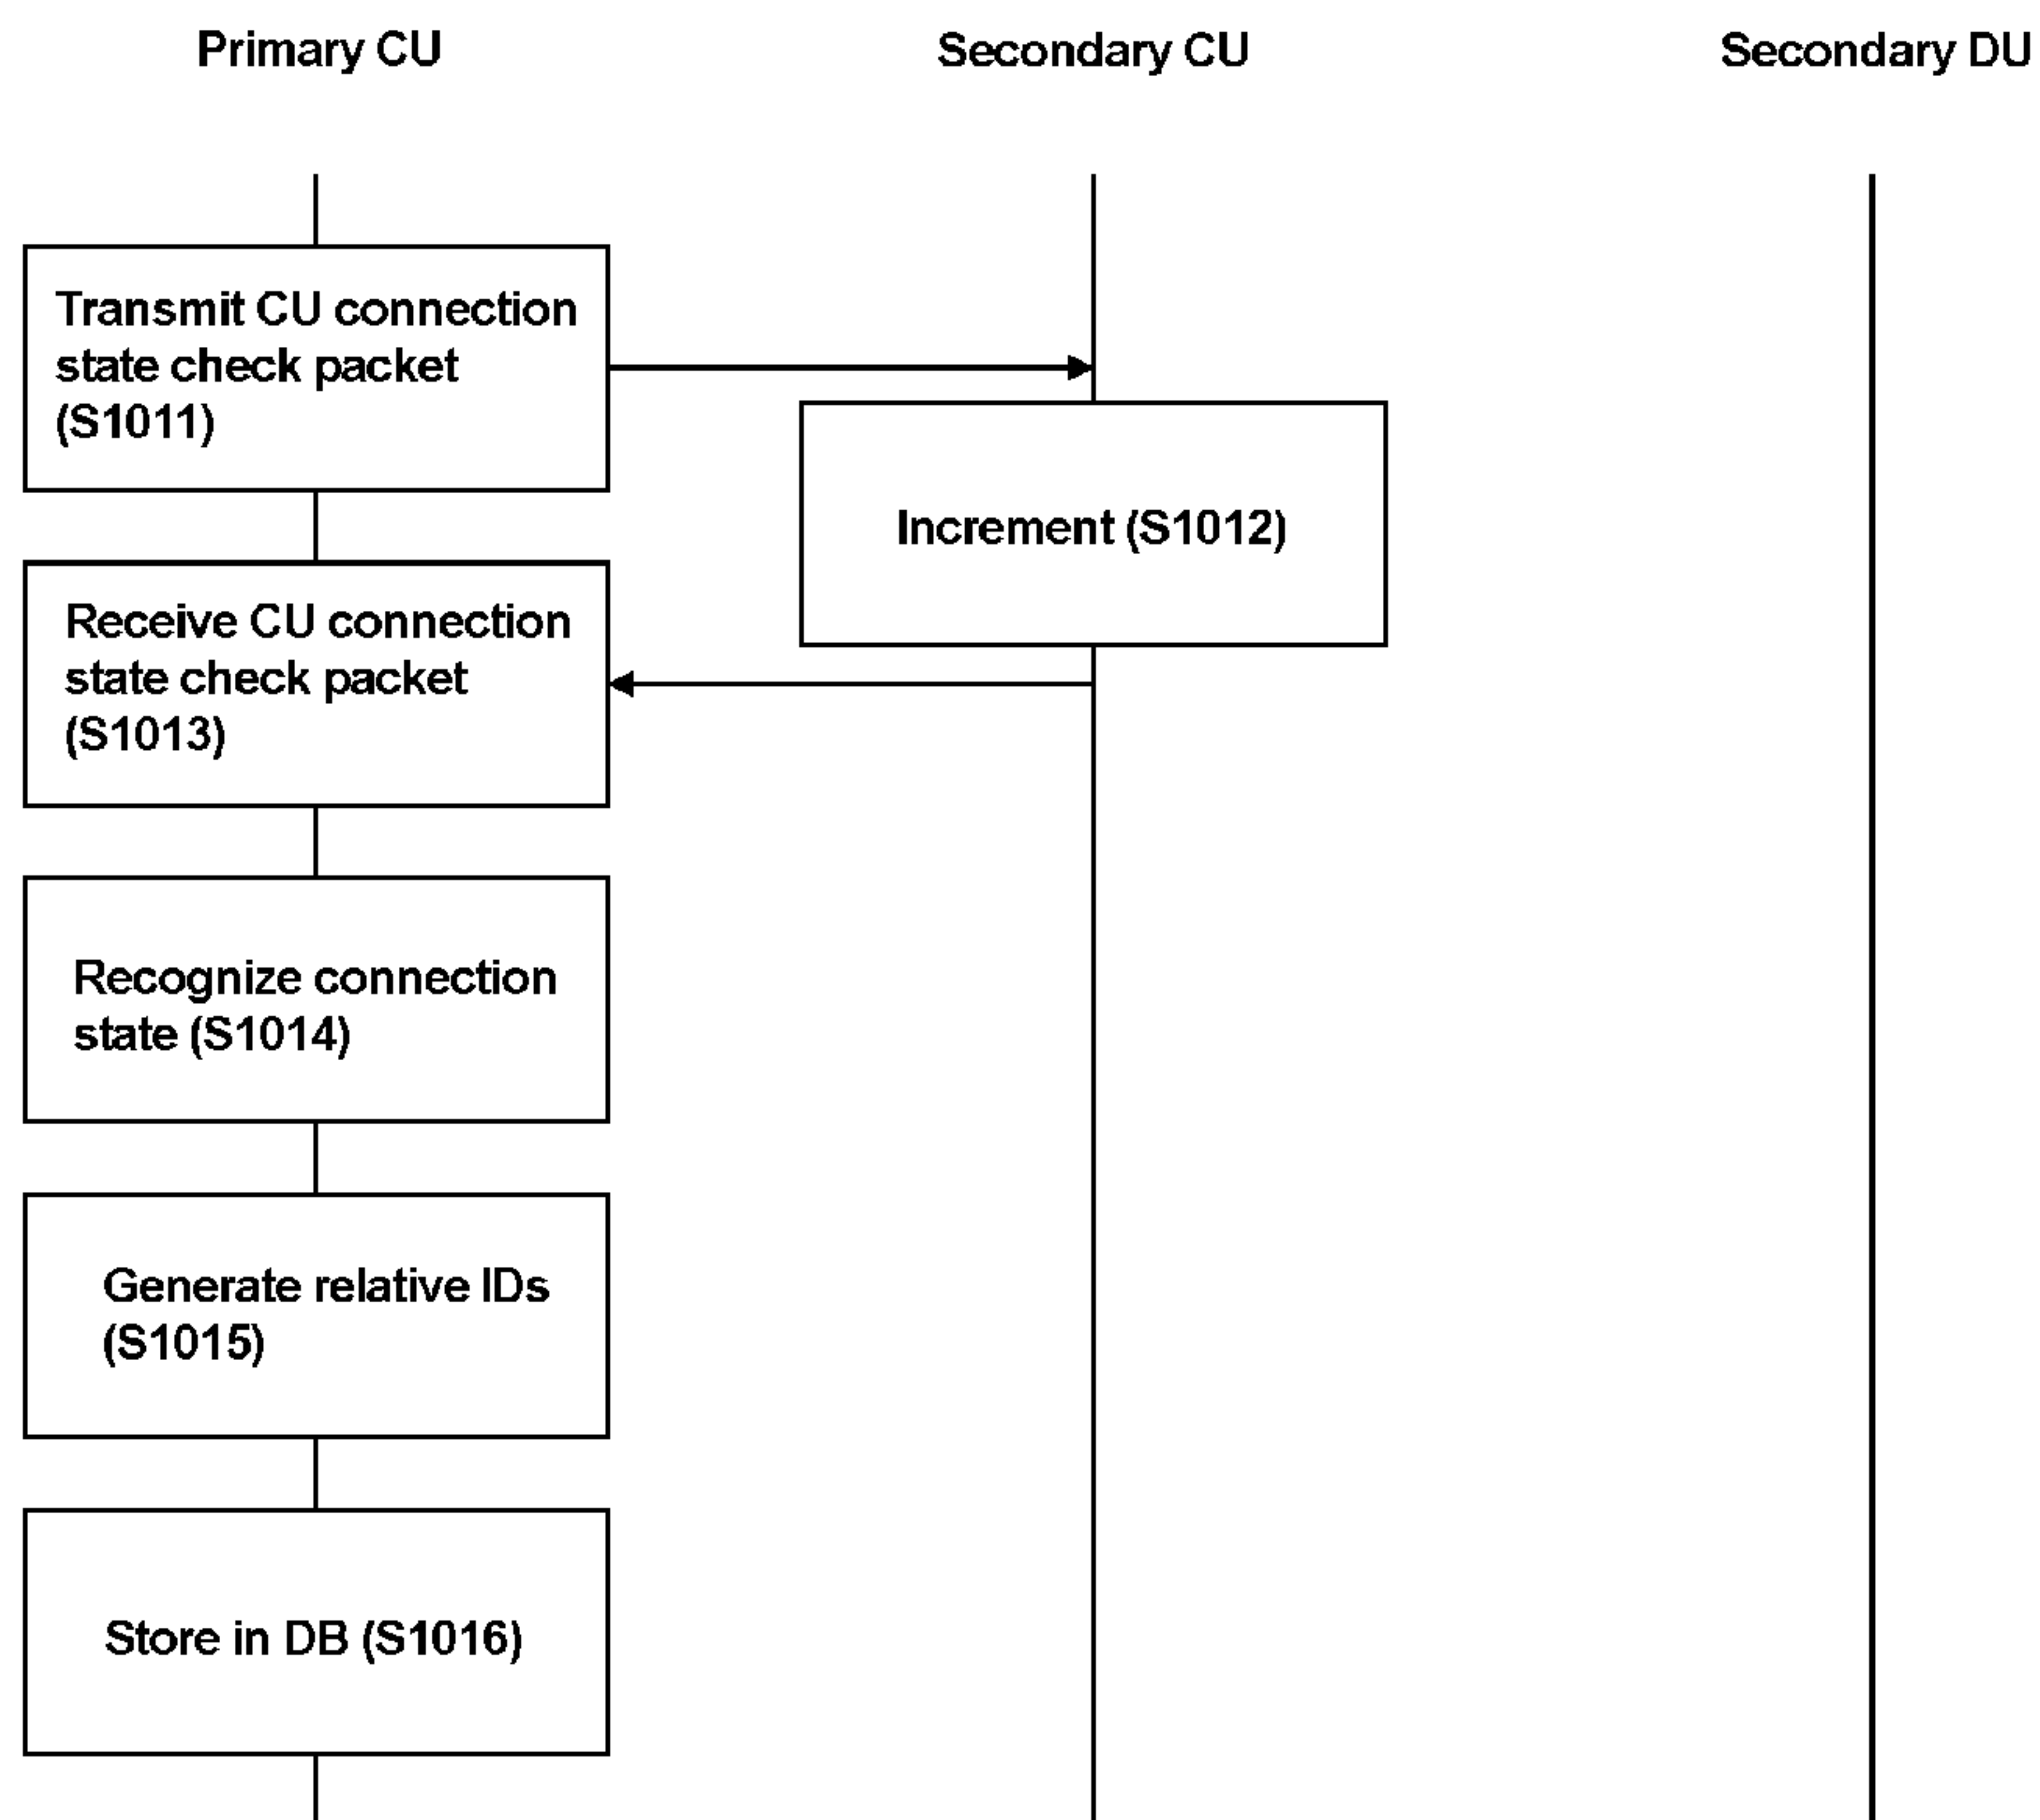 Primary CU
Secondary CU
Secondary DU
Transmit CU connection
state check packet
(S1011)
Increment (S1012)
Receive CU connection
state check packet
(S1013)
Recognize connection
state (S1014)
Generate relative IDs
(S1015)
Store in DB (S1016)